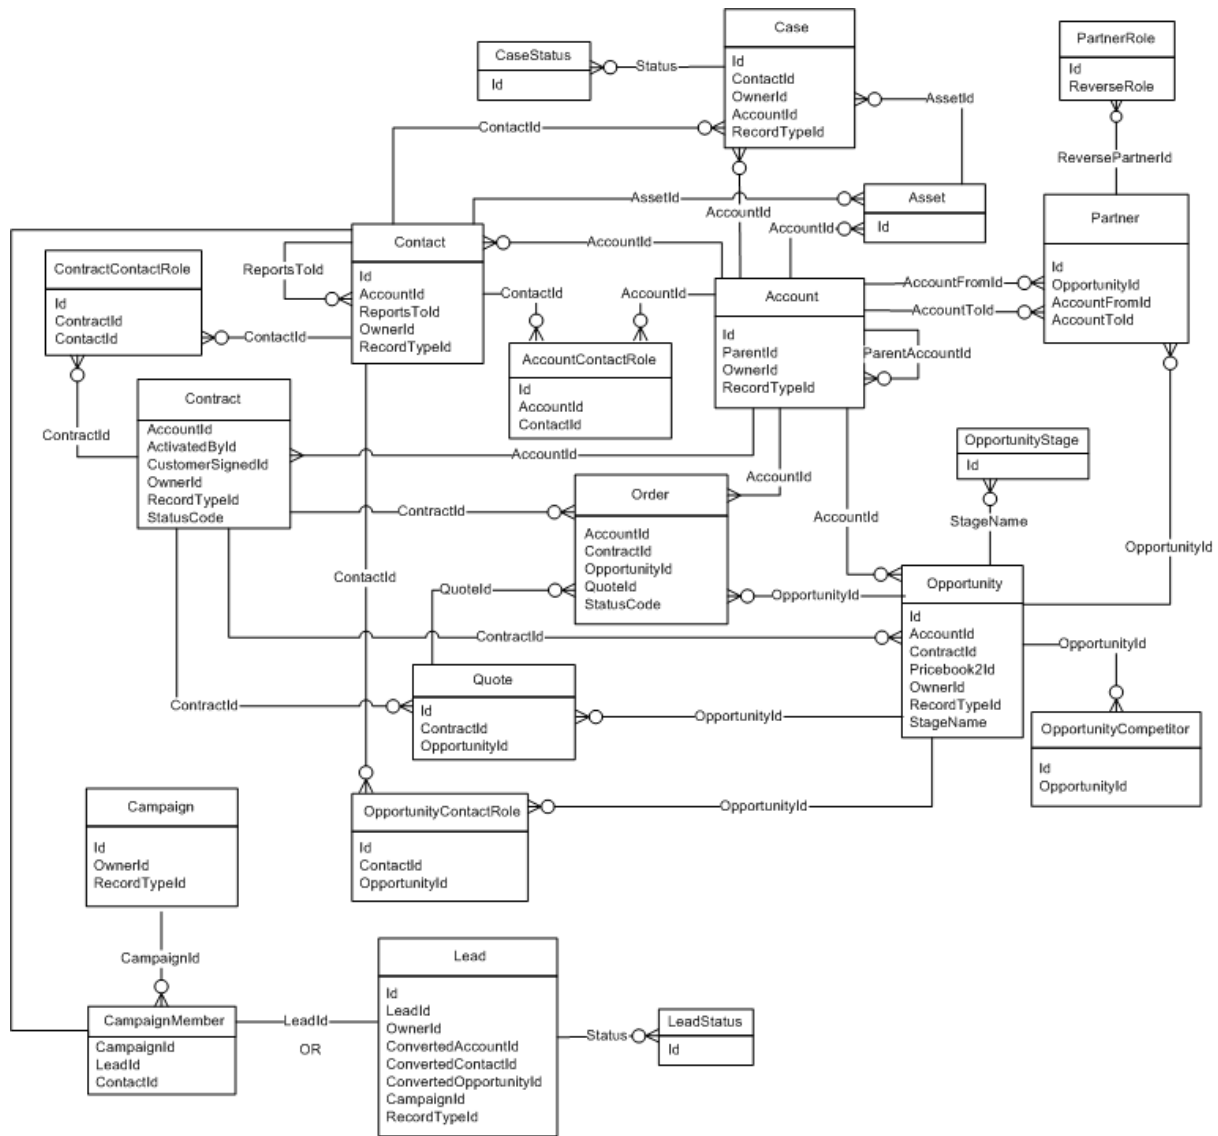 Case
Id
ContactId
OwnerId
AccountId
RecordTypeId
CaseStatus
Id
Status
PartnerRole
Id
ReverseRole
AssetId
ContactId
ReversePartnerId
AssetId
Asset
Id
AccountId
AccountId
Partner
Id
OpportunityId
AccountFromId
AccountToId
Contact
Id
AccountId
ReportsToId
OwnerId
RecordTypeId
AccountId
ReportsToId
ContractContactRole
Id
ContractId
ContactId
ContactId
ContactId
AccountId
Account
Id
ParentId
OwnerId
RecordTypeId
AccountFromId
AccountToId
ParentAccountId
AccountContactRole
Id
AccountId
ContactId
Contract
AccountId
ActivatedById
CustomerSignedId
OwnerId
RecordTypeId
StatusCode
ContractId
AccountId
AccountId
OpportunityStage
Id
StageName
Order
AccountId
ContractId
OpportunityId
QuoteId
StatusCode
ContractId
AccountId
OpportunityId
ContactId
QuoteId
OpportunityId
Opportunity
Id
AccountId
ContractId
Pricebook2Id
OwnerId
RecordTypeId
StageName
ContractId
OpportunityId
Quote
Id
ContractId
OpportunityId
ContractId
OpportunityId
OpportunityCompetitor
Id
OpportunityId
Campaign
Id
OwnerId
RecordTypeId
OpportunityContactRole
Id
ContactId
OpportunityId
OpportunityId
CampaignId
Lead
Id
LeadId
OwnerId
ConvertedAccountId
ConvertedContactId
ConvertedOpportunityId
CampaignId
RecordTypeId
CampaignMember
CampaignId
LeadId
ContactId
LeadId
OR
Status
LeadStatus
Id